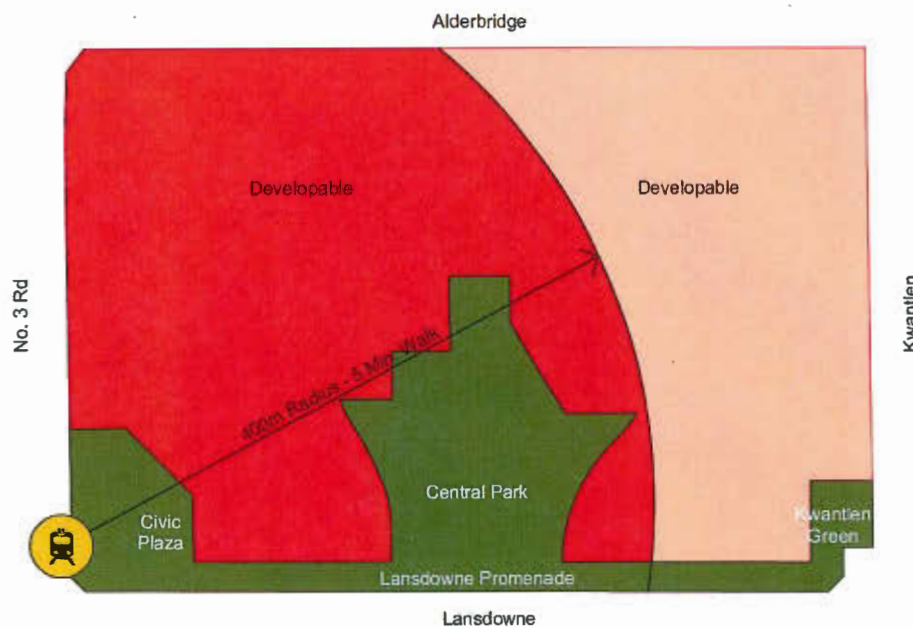 Alderbridge
Developable
Developable
No. 3 Rd
Kwantlen
400m Radius - 5 Min. Walk
Central Park
Civic
Plaza
Kwantlen
Green
Lansdowne Promenade
Lansdowne